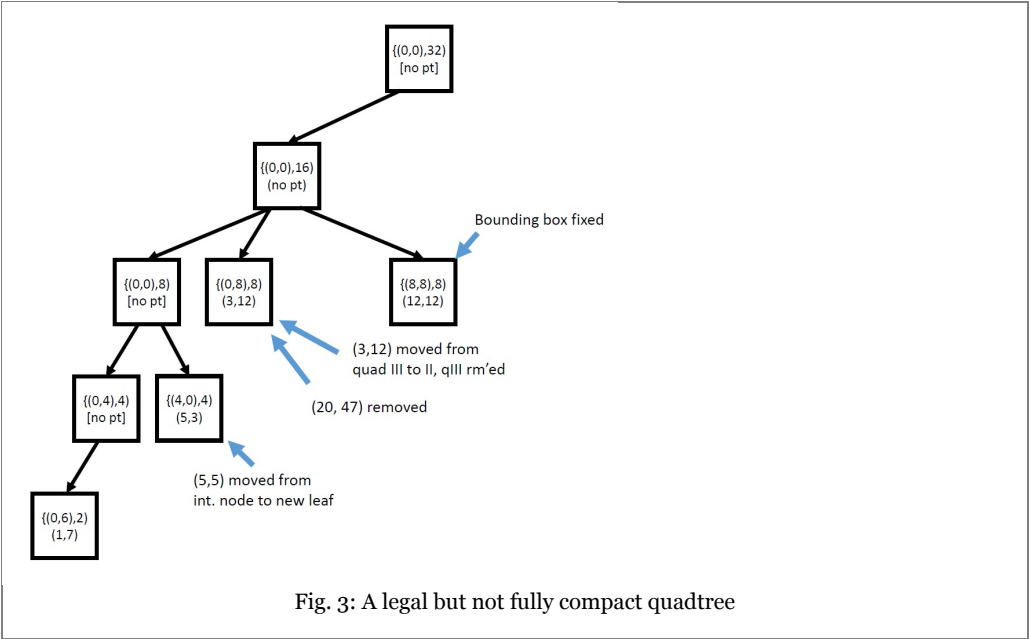 {(0,0),32)
[no pt]
{(0,0),16)
(no pt)
Bounding box fixed
{(0,0),8)
[no pt]
{(0,8),8)
(3,12)
{(8,8),8)
(12,12)
(3,12) moved from
quad III to II, qIII rm'ed
(20, 47) removed
{(0,4),4)
[no pt]
{(4,0),4)
(5,3)
(5,5) moved from
int. node to new leaf
{(0,6),2)
(1,7)
Fig. 3: A legal but not fully compact quadtree